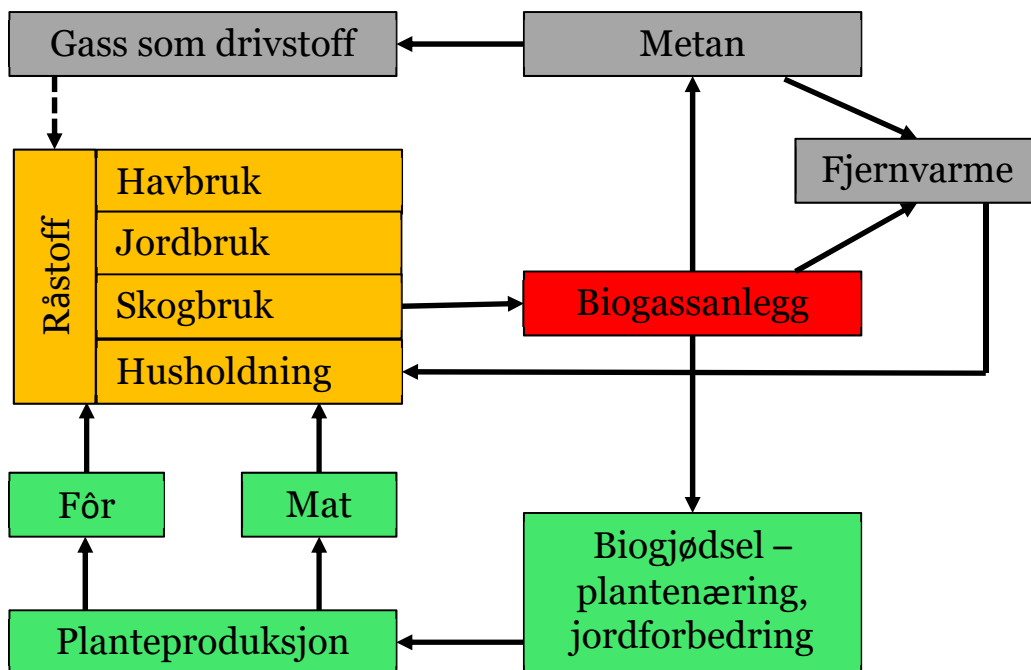 Gass som drivstoff
Metan
Fjernvarme
Råstoff
Havbruk
Jordbruk
Skogbruk
Husholdning
Biogassanlegg
Fôr
Mat
Biogjødsel –
plantenæring,
jordforbedring
Planteproduksjon